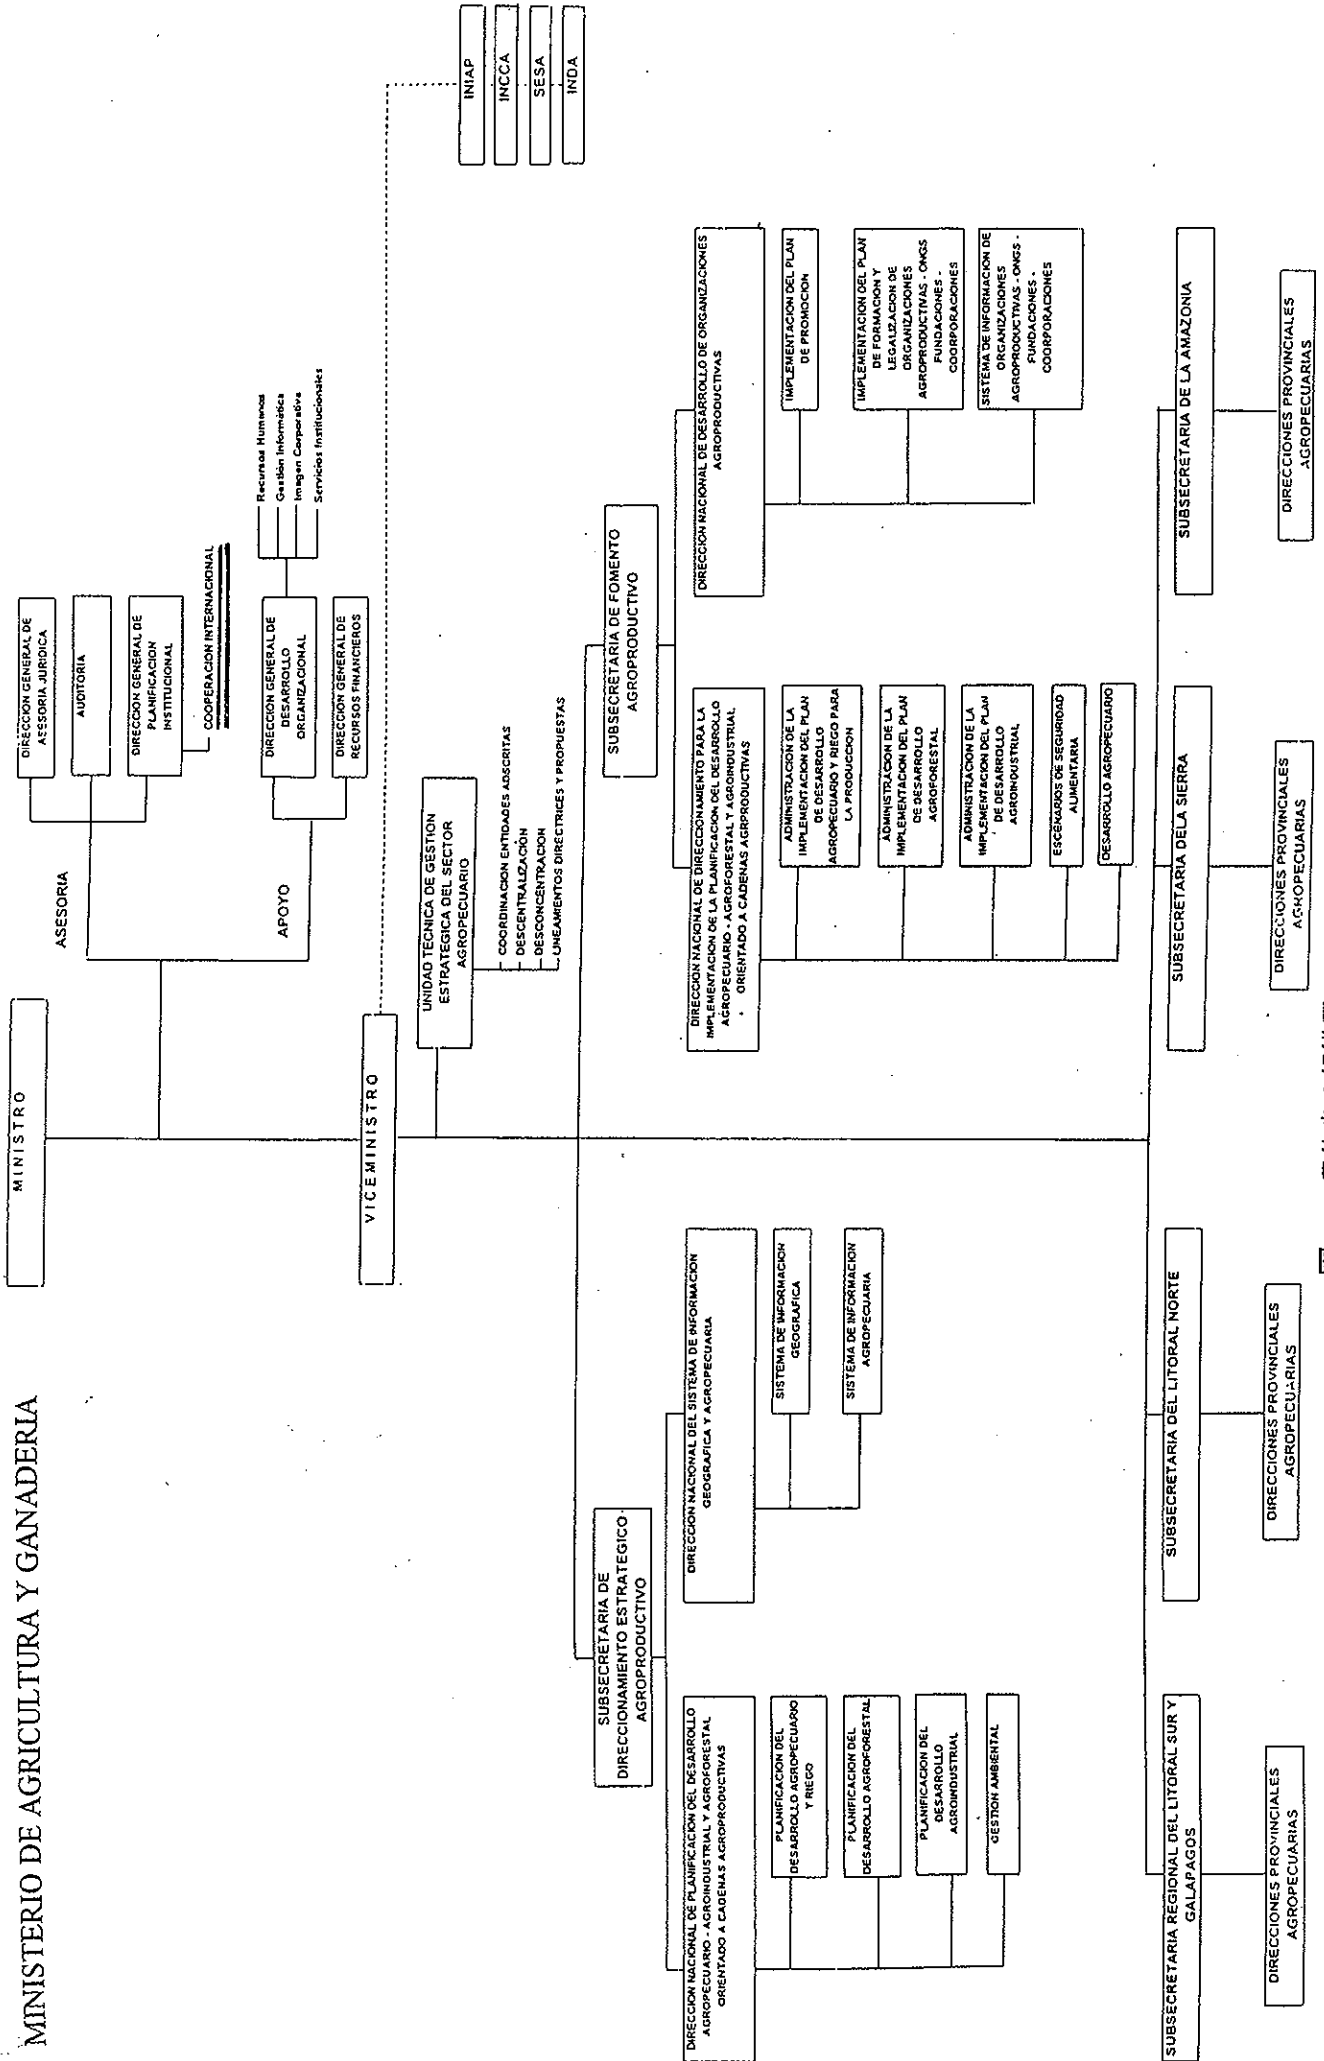 MINISTERIO DE AGRICULTURA Y GANADERIA
MINISTRO
ASESORIA
DIRECCION GENERAL DE
ASESORIA JURIDICA
AUDITORIA
DIRECCION GENERAL DE
PLANIFICACION
INSTITUCIONAL
COOPERACION INTERNACIONAL
APOYO
DIRECCION GENERAL DE
DESARROLLO
ORGANIZACIONAL
Recursos Humanos
Gestión Informática
Imagen Corporativa
Servicios Institucionales
DIRECCION GENERAL DE
RECURSOS FINANCIEROS
VICEMINISTRO
INIAP
INCCA
SESA
INDA
UNIDAD TECNICA DE GESTION
ESTRATEGICA DEL SECTOR
AGROPECUARIO
COORDINACION ENTIDADES ADSCRITAS
DESCENTRALIZACIÓN
DESCONCENTRACION
LINEAMIENTOS DIRECTRICES Y PROPUESTAS
SUBSECRETARIA DE
DIRECCIONAMIENTO ESTRATEGICO
AGROPRODUCTIVO
DIRECCION NACIONAL DE PLANIFICACION DEL DESARROLLO
AGROPECUARIO - AGROINDUSTRIAL Y AGROFORESTAL
ORIENTADO A CADENAS AGROPRODUCTIVAS
PLANIFICACION DEL
DESARROLLO AGROPECUARIO
Y RIEGO
PLANIFICACION DEL
DESARROLLO AGROFORESTAL
PLANIFICACION DEL
DESARROLLO
AGROINDUSTRIAL
GESTION AMBIENTAL
DIRECCION NACIONAL DEL SISTEMA DE INFORMACION
GEOGRAFICA Y AGROPECUARIA
SISTEMA DE INFORMACION
GEOGRAFICA
SISTEMA DE INFORMACION
AGROPECUARIA
SUBSECRETARIA DE FOMENTO
AGROPRODUCTIVO
DIRECCION NACIONAL DE DIRECCIONAMIENTO PARA LA
IMPLEMENTACION DE LA PLANIFICACION DEL DESARROLLO
AGROPECUARIO - AGROFORESTAL Y AGROINDUSTRIAL
ORIENTADO A CADENAS AGRPRODUCTIVAS
ADMINISTRACION DE LA
IMPLEMENTACION DEL PLAN
DE DESARROLLO
AGROPECUARIO Y RIEGO PARA
LA PRODUCCION
ADMINISTRACION DE LA
IMPLEMENTACION DEL PLAN
DE DESARROLLO
AGROFORESTAL
ADMINISTRACION DE LA
IMPLEMENTACION DEL PLAN
DE DESARROLLO
AGROINDUSTRIAL
ESCENARIOS DE SEGURIDAD
ALIMENTARIA
DESARROLLO AGROPECUARIO
DIRECCION NACIONAL DE DESARROLLO DE ORGANIZACIONES
AGROPRODUCTIVAS
IMPLEMENTACION DEL PLAN
DE PROMOCION
IMPLEMENTACION DEL PLAN
DE FORMACION Y
LEGALIZACION DE
ORGANIZACIONES
AGROPRODUCTIVAS - ONGS
FUNDACIONES -
COORPORACIONES
SISTEMA DE INFORMACION DE
ORGANIZACIONES
AGROPRODUCTIVAS - ONGS -
FUNDACIONES -
COORPORACIONES
SUBSECRETARIA REGIONAL DEL LITORAL SUR Y
GALAPAGOS
DIRECCIONES PROVINCIALES
AGROPECUARIAS
SUBSECRETARIA DEL LITORAL NORTE
DIRECCIONES PROVINCIALES
AGROPECUARIAS
SUBSECRETARIA DE LA SIERRA
DIRECCIONES PROVINCIALES
AGROPECUARIAS
SUBSECRETARIA DE LA AMAZONIA
DIRECCIONES PROVINCIALES
AGROPECUARIAS